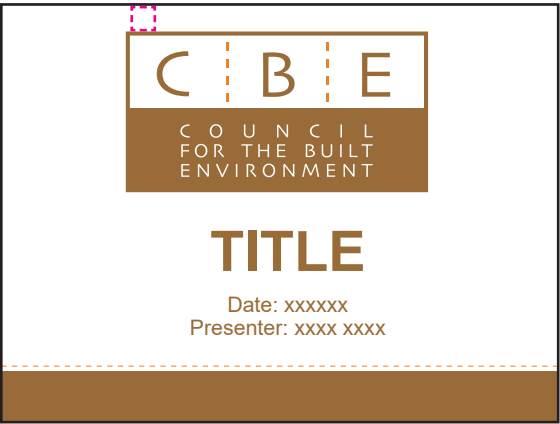 C B E
COUNCIL
FOR THE BUILT
ENVIRONMENT
TITLE
Date: xxxxxx
Presenter: xxxx xxxx